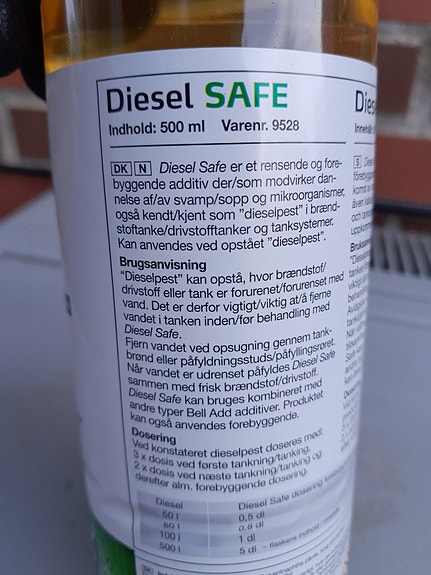 Diesel SAFE
Indhold: 500 ml Varenr. 9528
DK N Diesel Safe er et rensende og fore-
byggende additiv der/som modvirker dan-
nelse af/av svamp/sopp og mikroorganismer,
også kendt/kjent som "dieselpest" i brænd-
stoftanke/drivstofftanker og tanksystemer.
Kan anvendes ved opstået "dieselpest".
Brugsanvisning
"Dieselpest" kan opstå, hvor brændstof/
drivstoff eller tank er forurenet/forurenset med
vand. Det er derfor vigtigt/viktig at/å fjerne
vandet i tanken inden/før behandling med
Diesel Safe.
Fjern vandet ved opsugning gennem tank-
brønd eller påfyldningsstuds/påfyllingsrøret.
Når vandet er udrenset påfyldes Diesel Safe
sammen med frisk brændstof/drivstoff.
Diesel Safe kan bruges kombineret med
andre typer Bell Add additiver. Produktet
kan også anvendes forebyggende.
Dosering
Ved konstateret dieselpest doseres med:
3 x dosis ved første tankning/tanking,
2 x dosis ved næste tankning/tanking og
derefter alm. forebyggende dosering.
Diesel Diesel Safe dosering
50 l 0,5 dl
80 l 0,8 dl
100 l 1 dl
500 l 5 dl